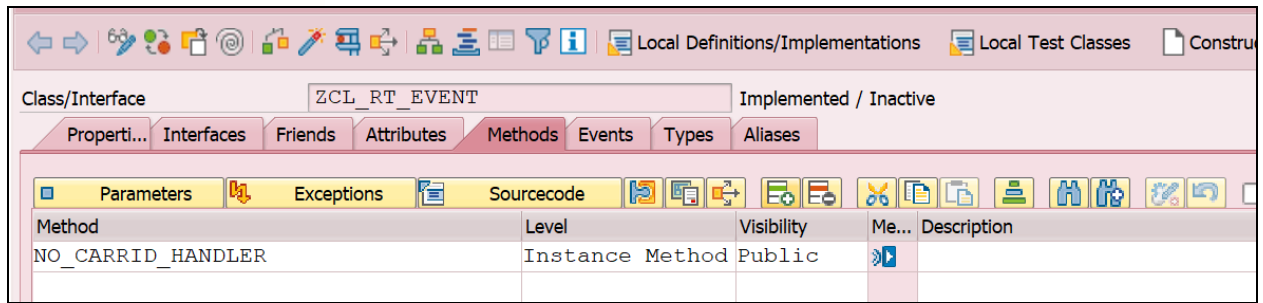 Local Definitions/Implementations Local Test Classes Constru
Class/Interface ZCL_RT_EVENT Implemented / Inactive
Properti... Interfaces Friends Attributes Methods Events Types Aliases
Parameters Exceptions Sourcecode
Method Level Visibility Me... Description
NO_CARRID_HANDLER Instance Method Public